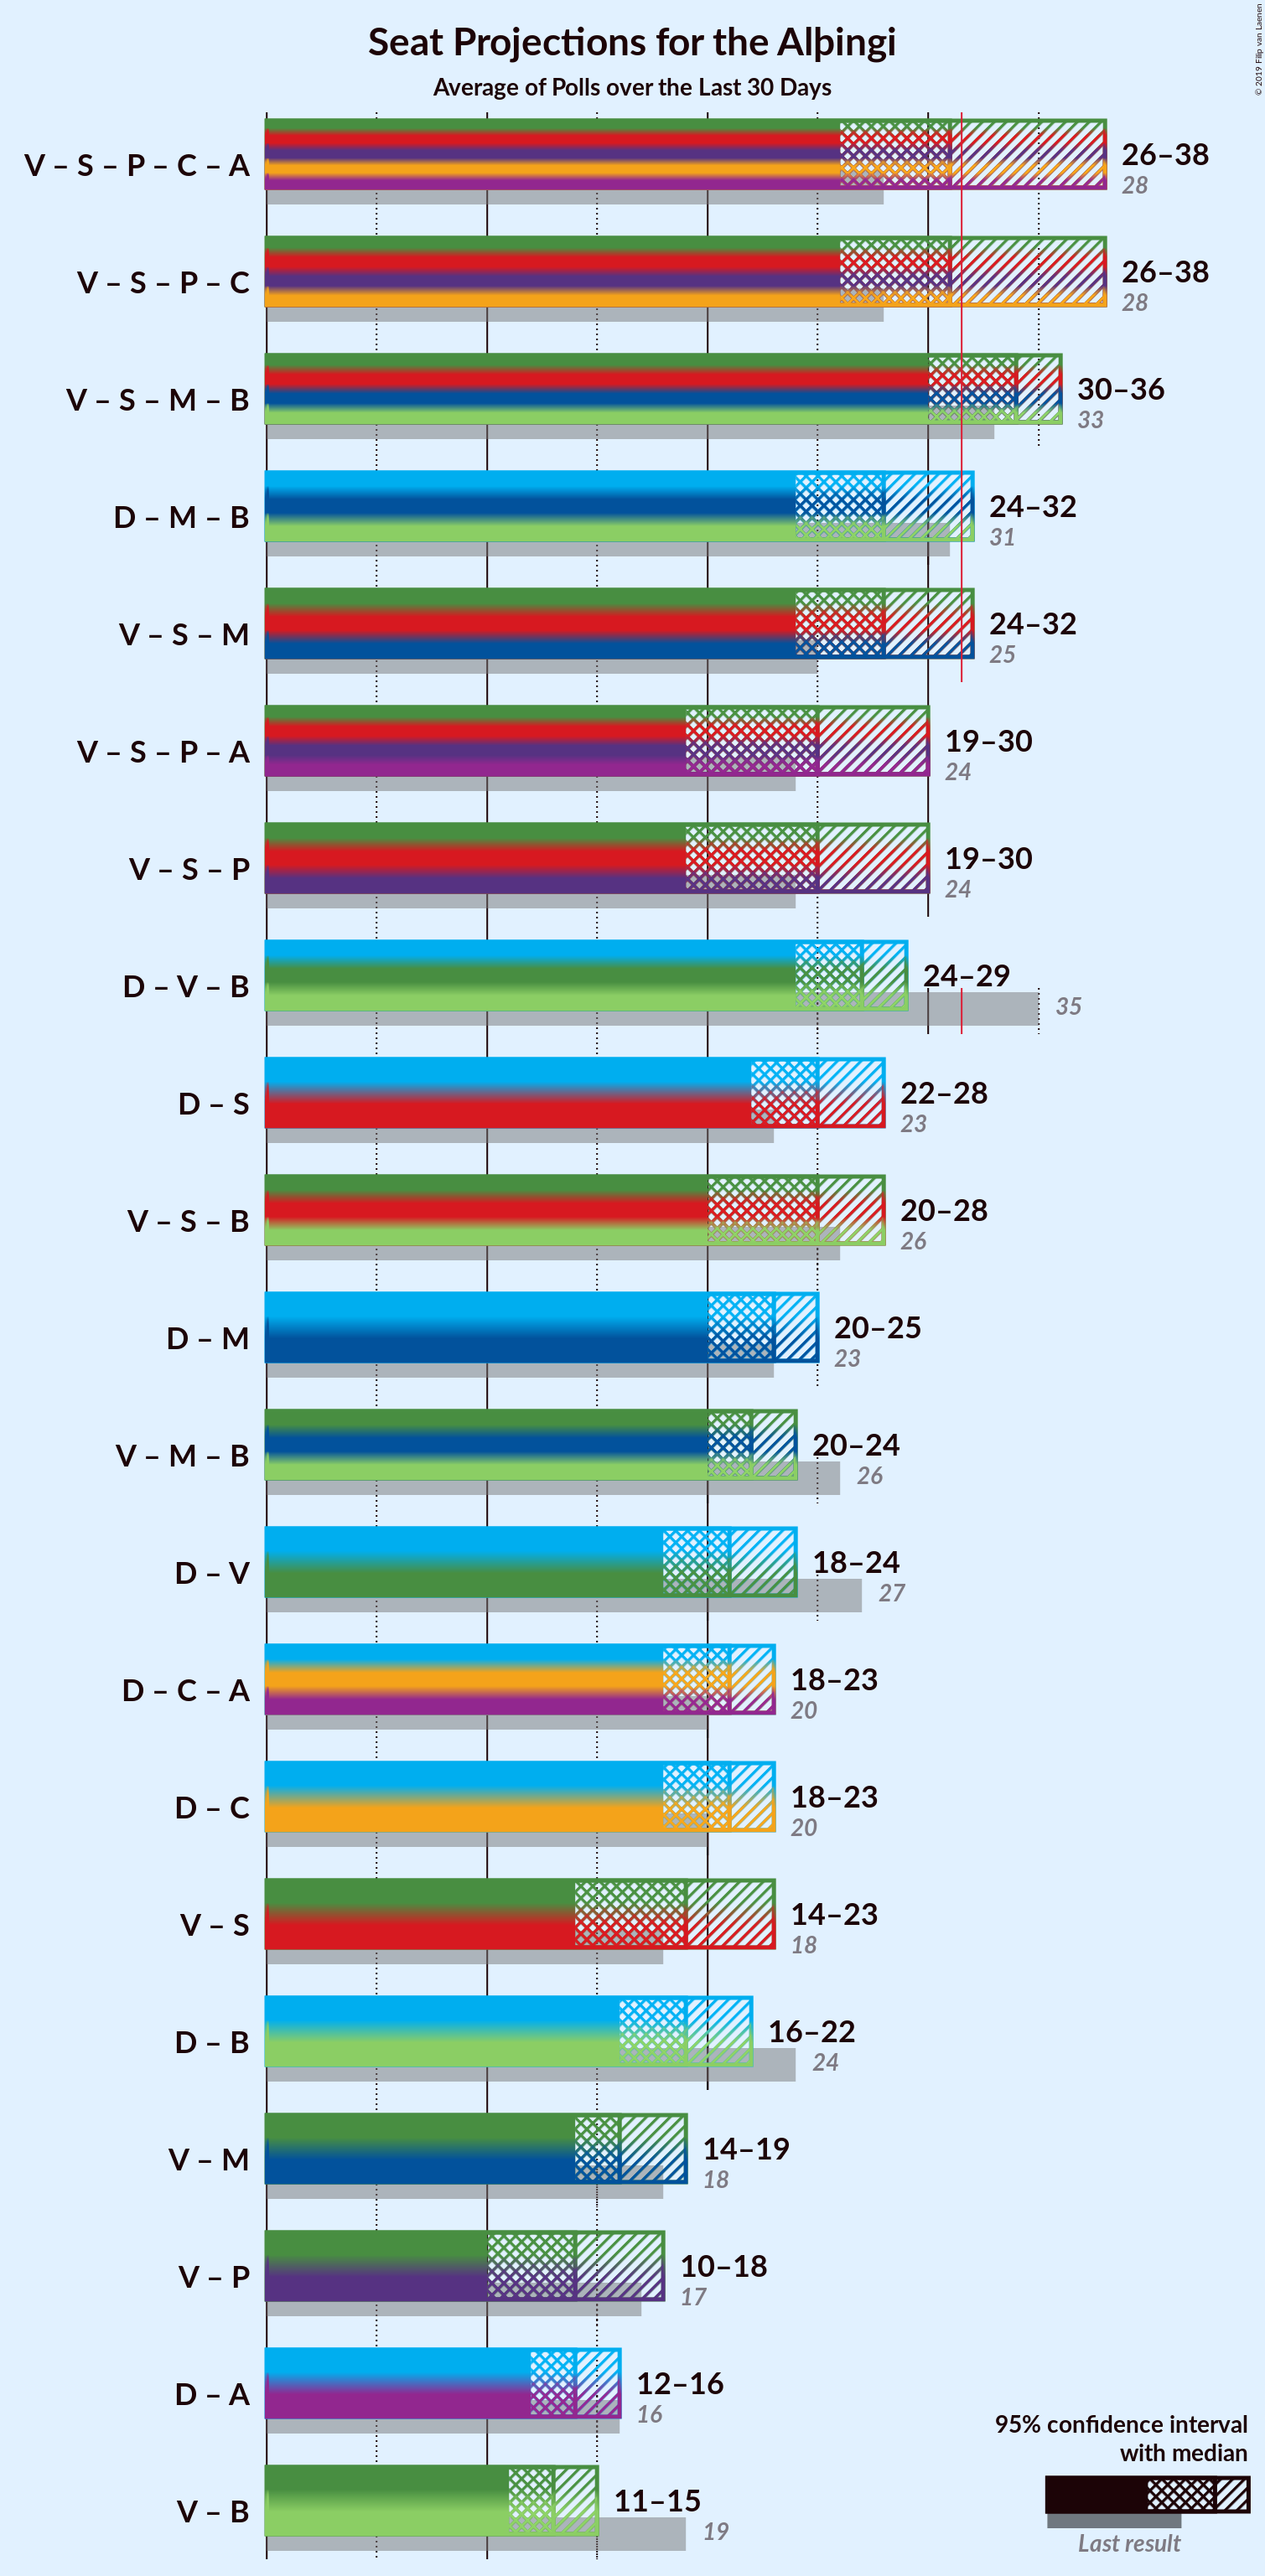 Seat Projections for the Alþingi
Average of Polls over the Last 30 Days
© 2019 Filip van Laenen
V – S – P – C – A
26–38
28
V – S – P – C
26–38
28
V – S – M – B
30–36
33
D – M – B
24–32
31
V – S – M
24–32
25
V – S – P – A
19–30
24
V – S – P
19–30
24
D – V – B
24–29
35
D – S
22–28
23
V – S – B
20–28
26
D – M
20–25
23
V – M – B
20–24
26
D – V
18–24
27
D – C – A
18–23
20
D – C
18–23
20
V – S
14–23
18
D – B
16–22
24
V – M
14–19
18
V – P
10–18
17
D – A
12–16
16
V – B
11–15
19
95% confidence interval
with median
Last result